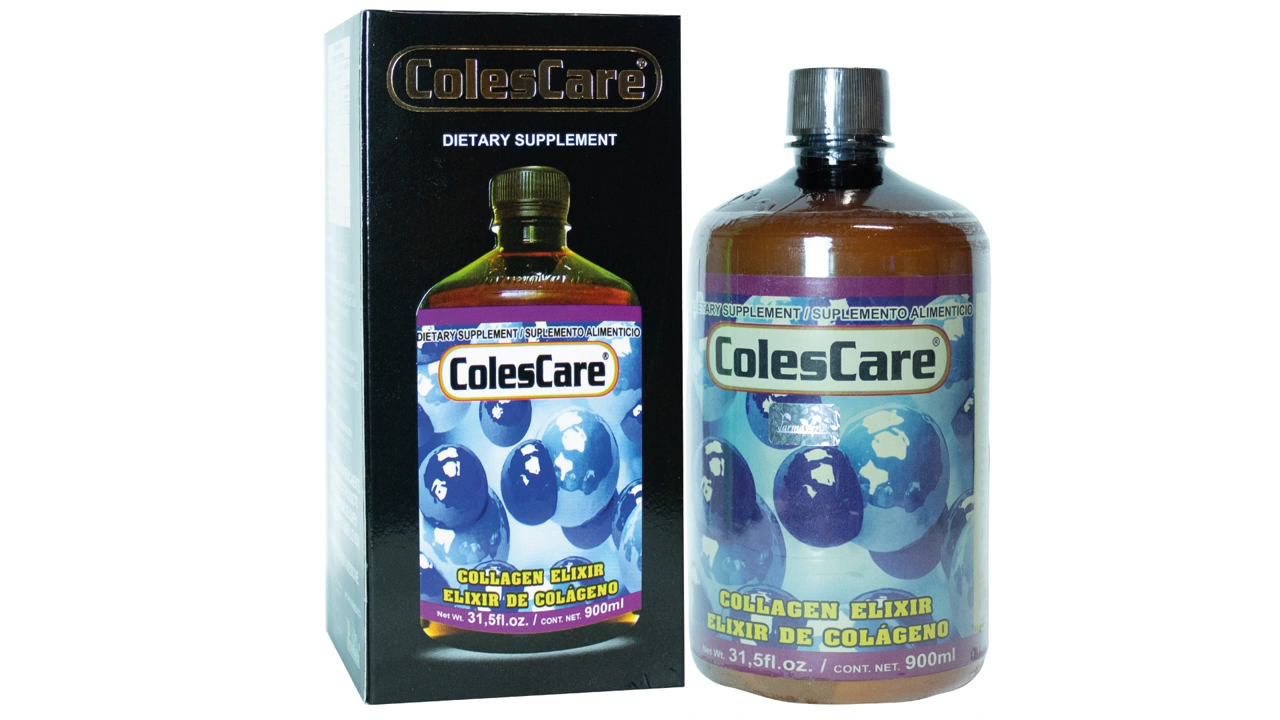 ColesCare®
DIETARY SUPPLEMENT
DIETARY SUPPLEMENT / SUPLEMENTO ALIMENTICIO
ColesCare®
COLLAGEN ELIXIR
ELIXIR DE COLÁGENO
Net Wt. 31,5fl.oz. / CONT. NET. 900ml
DIETARY SUPPLEMENT / SUPLEMENTO ALIMENTICIO
ColesCare®
COLLAGEN ELIXIR
ELIXIR DE COLÁGENO
Net Wt. 31,5fl.oz. / CONT. NET. 900ml